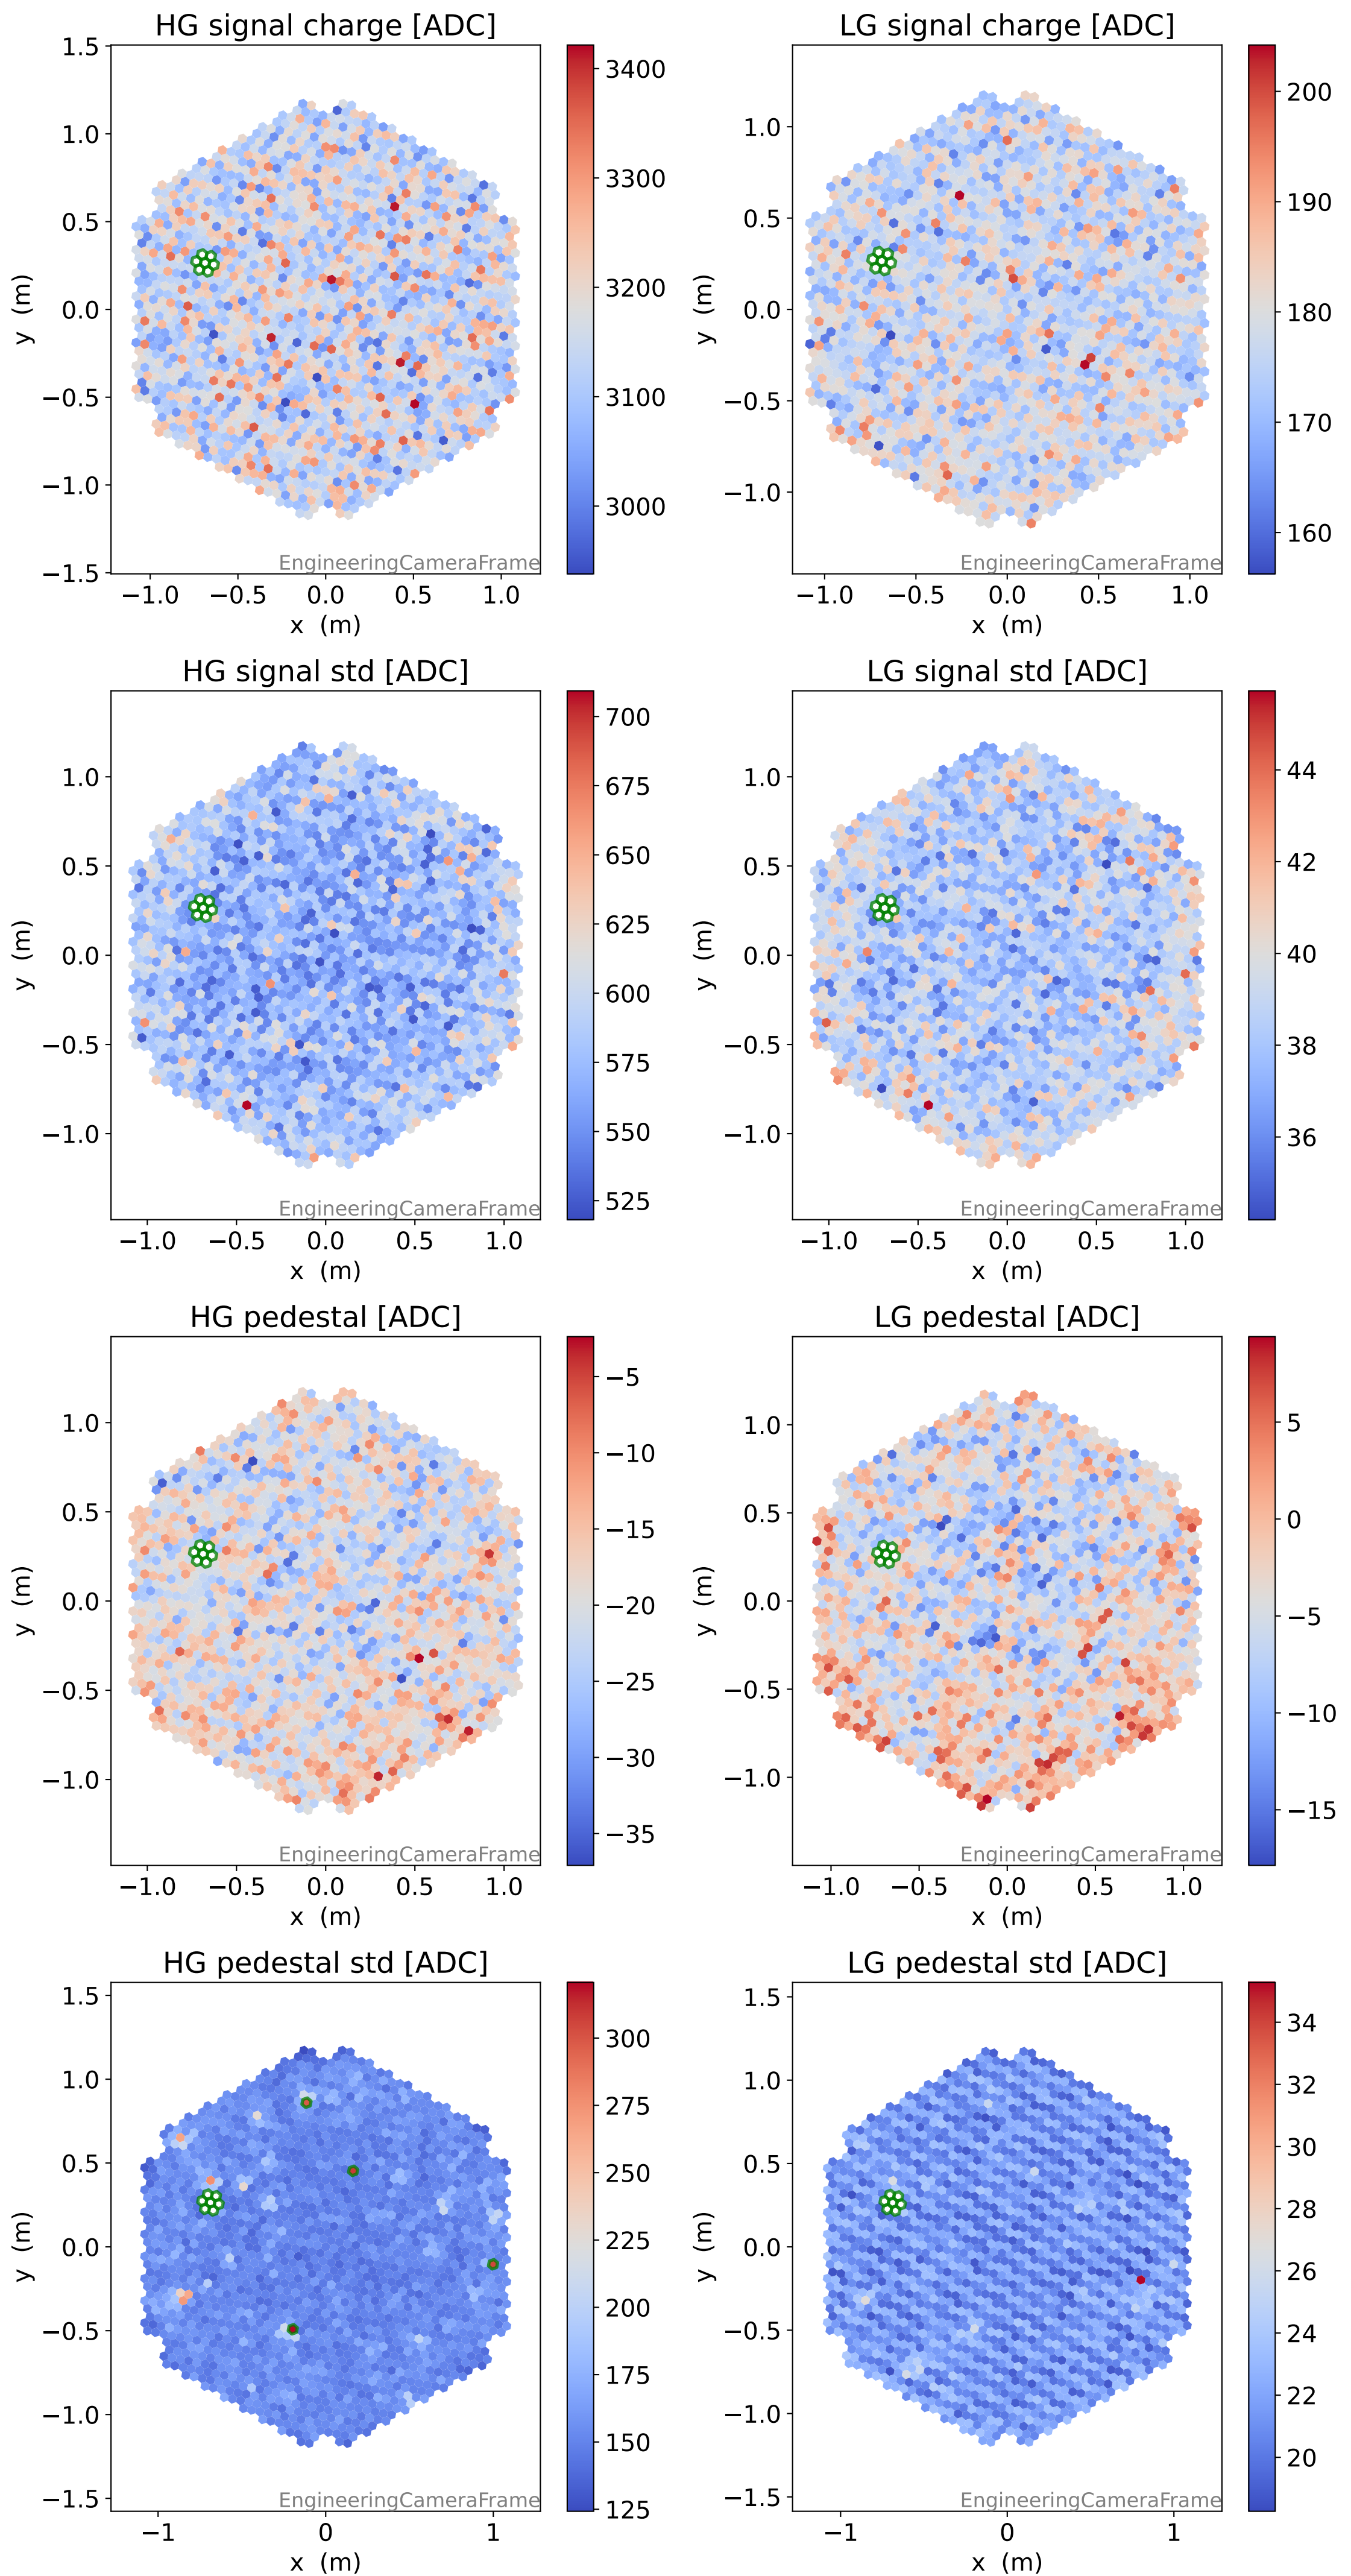 HG signal charge [ADC]
1.5
1.0
0.5
0.0
−0.5
−1.0
−1.5
y (m)
−1.0 −0.5 0.0 0.5 1.0
x (m)
EngineeringCameraFrame
3400
3300
3200
3100
3000
LG signal charge [ADC]
1.0
0.5
0.0
−0.5
−1.0
y (m)
−1.0 −0.5 0.0 0.5 1.0
x (m)
EngineeringCameraFrame
200
190
180
170
160
HG signal std [ADC]
1.0
0.5
0.0
−0.5
−1.0
y (m)
−1.0 −0.5 0.0 0.5 1.0
x (m)
EngineeringCameraFrame
700
675
650
625
600
575
550
525
LG signal std [ADC]
1.0
0.5
0.0
−0.5
−1.0
y (m)
−1.0 −0.5 0.0 0.5 1.0
x (m)
EngineeringCameraFrame
44
42
40
38
36
HG pedestal [ADC]
1.0
0.5
0.0
−0.5
−1.0
y (m)
−1.0 −0.5 0.0 0.5 1.0
x (m)
EngineeringCameraFrame
−5
−10
−15
−20
−25
−30
−35
LG pedestal [ADC]
1.0
0.5
0.0
−0.5
−1.0
y (m)
−1.0 −0.5 0.0 0.5 1.0
x (m)
EngineeringCameraFrame
5
0
−5
−10
−15
HG pedestal std [ADC]
1.5
1.0
0.5
0.0
−0.5
−1.0
−1.5
y (m)
−1 0 1
x (m)
EngineeringCameraFrame
300
275
250
225
200
175
150
125
LG pedestal std [ADC]
1.5
1.0
0.5
0.0
−0.5
−1.0
−1.5
y (m)
−1 0 1
x (m)
EngineeringCameraFrame
34
32
30
28
26
24
22
20